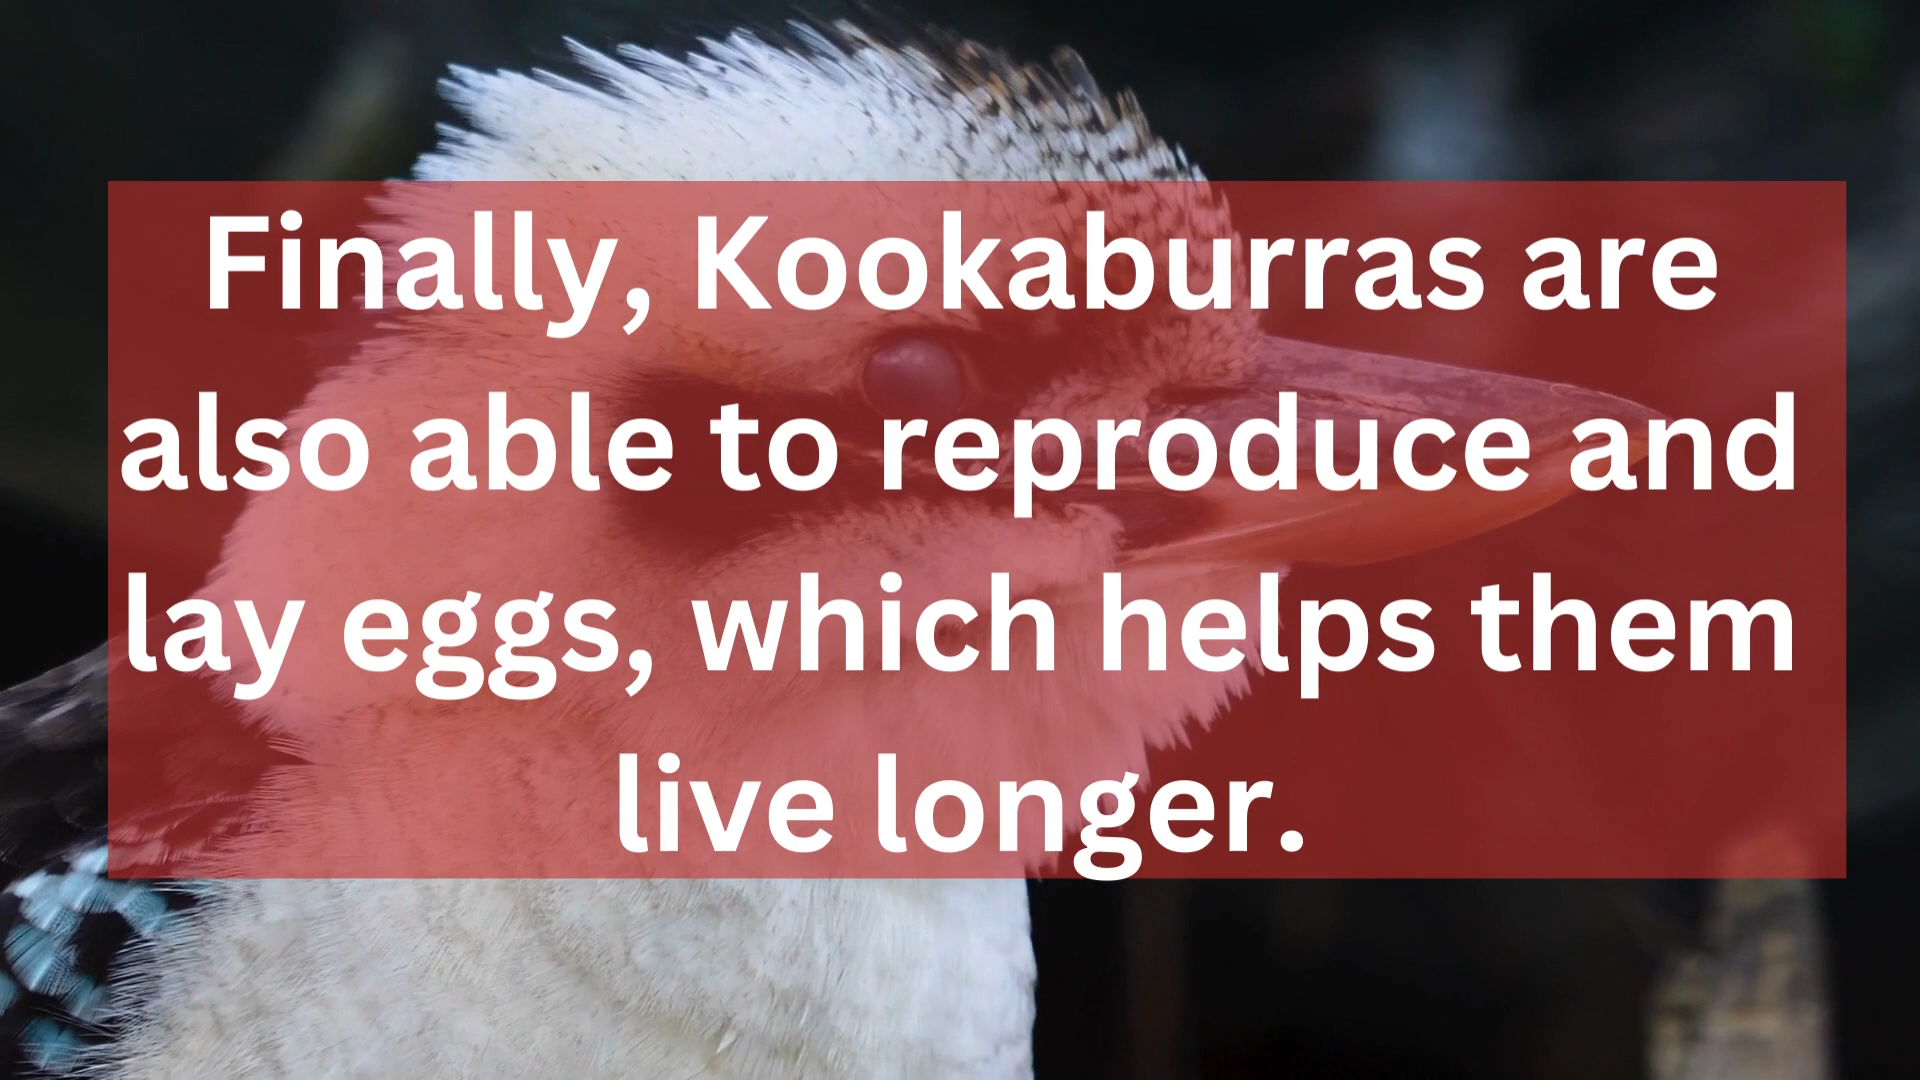 Finally, Kookaburras are
also able to reproduce and
lay eggs, which helps them
live longer.